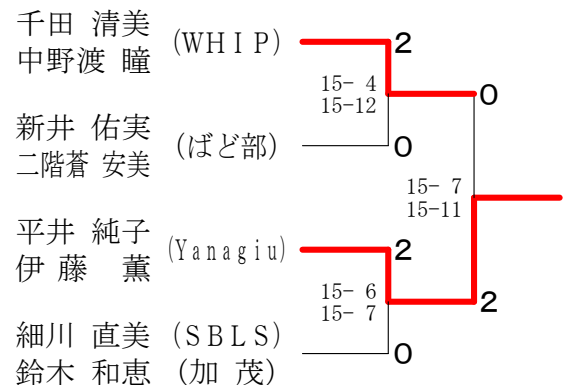 千田 清美 (WHIP) 2
中野渡 瞳
15- 4
15-12
0
新井 佑実 (ばど部) 0
二階蒼 安美
15- 7
15-11
平井 純子 (Yanagiu) 2
伊 藤　薫
15- 6
15- 7
2
細川 直美 (SBLS) 0
鈴木 和恵 (加 茂)